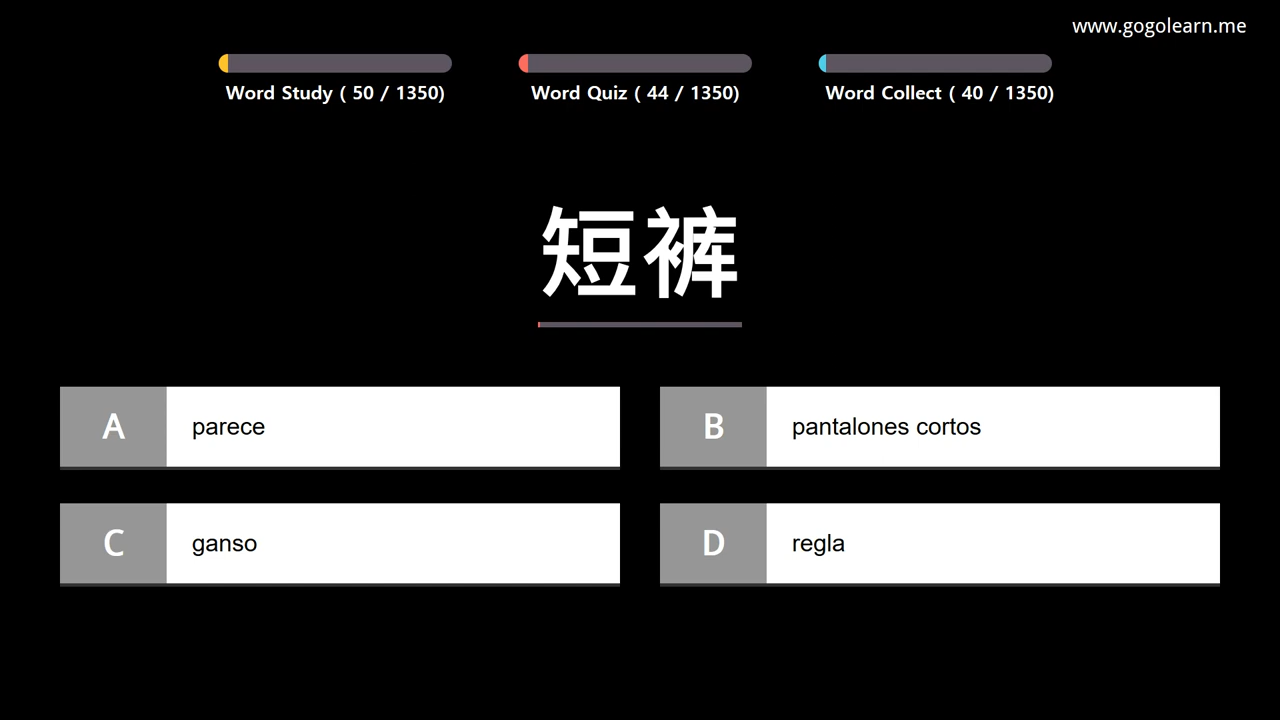 www.gogolearn.me
Word Study ( 50 / 1350)
Word Quiz ( 44 / 1350)
Word Collect ( 40 / 1350)
短裤
A parece
B pantalones cortos
C ganso
D regla